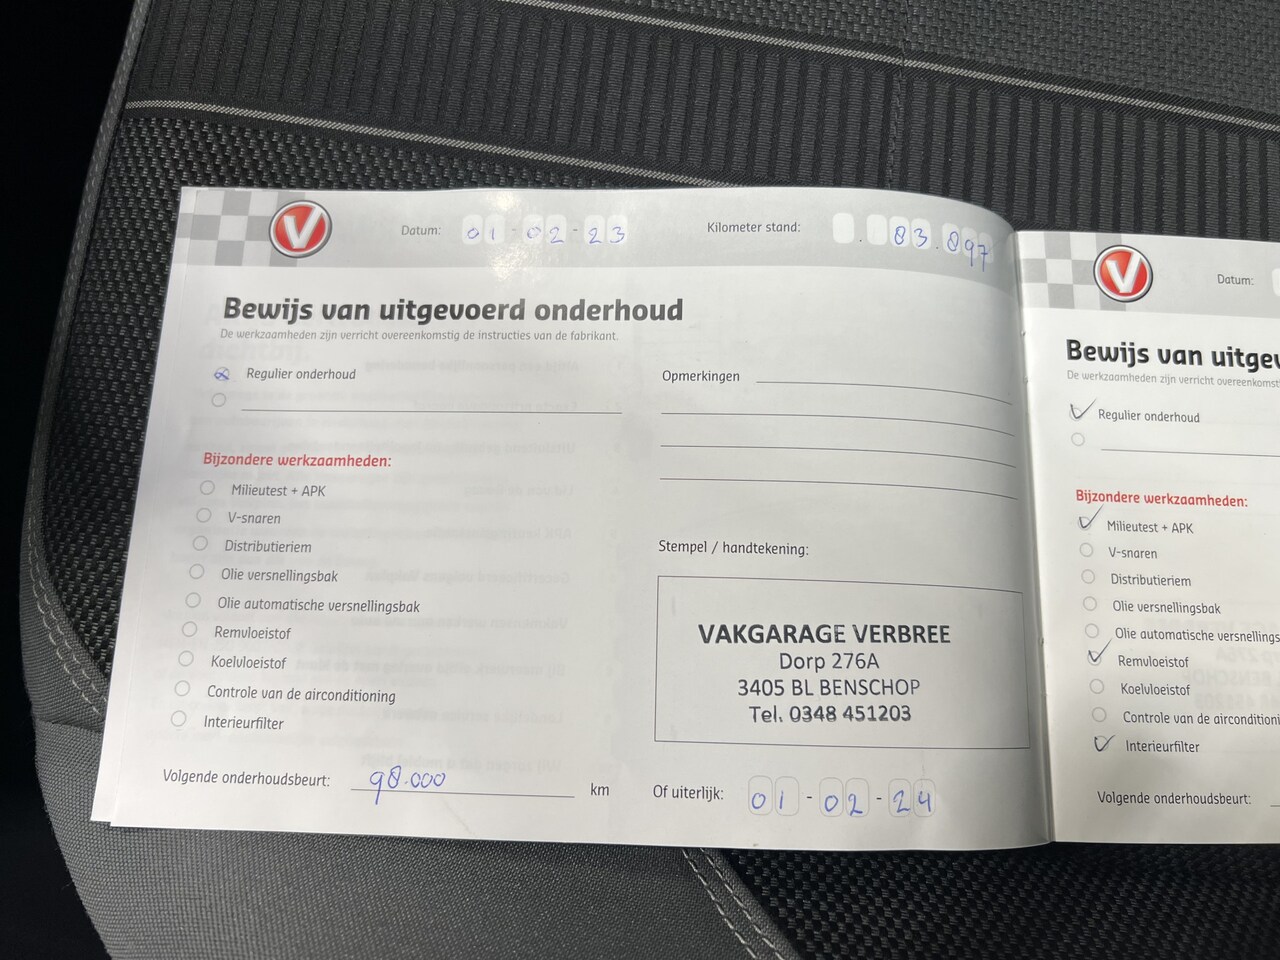 V
Datum: 01-02-23
Kilometer stand: 83.897
Bewijs van uitgevoerd onderhoud
De werkzaamheden zijn verricht overeenkomstig de instructies van de fabrikant.
Regulier onderhoud
Opmerkingen
Bijzondere werkzaamheden:
Milieutest + APK
V-snaren
Distributieriem
Olie versnellingsbak
Olie automatische versnellingsbak
Remvloeistof
Koelvloeistof
Controle van de airconditioning
Interieurfilter
Stempel / handtekening:
VAKGARAGE VERBREE
Dorp 276A
3405 BL BENSCHOP
Tel. 0348 451203
Volgende onderhoudsbeurt: 98.000 km
Of uiterlijk: 01-02-24
V
Datum:
Bewijs van uitgev
De werkzaamheden zijn verricht overeenkomst
Regulier onderhoud
Bijzondere werkzaamheden:
Milieutest + APK
V-snaren
Distributieriem
Olie versnellingsbak
Olie automatische versnellings
Remvloeistof
Koelvloeistof
Controle van de airconditioni
Interieurfilter
Volgende onderhoudsbeurt: